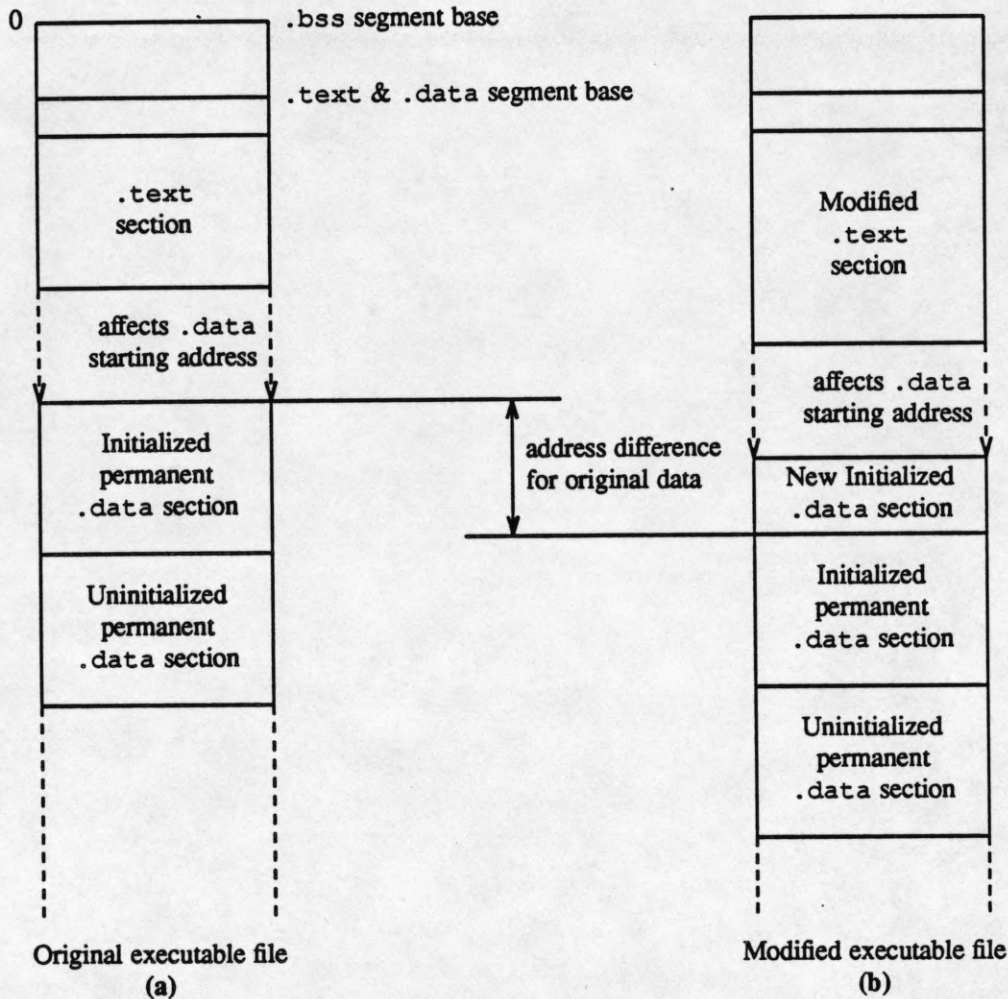 0
.bss segment base
.text & .data segment base
.text
section
affects .data
starting address
Initialized
permanent
.data section
Uninitialized
permanent
.data section
Original executable file
(a)
address difference
for original data
Modified
.text
section
affects .data
starting address
New Initialized
.data section
Initialized
permanent
.data section
Uninitialized
permanent
.data section
Modified executable file
(b)